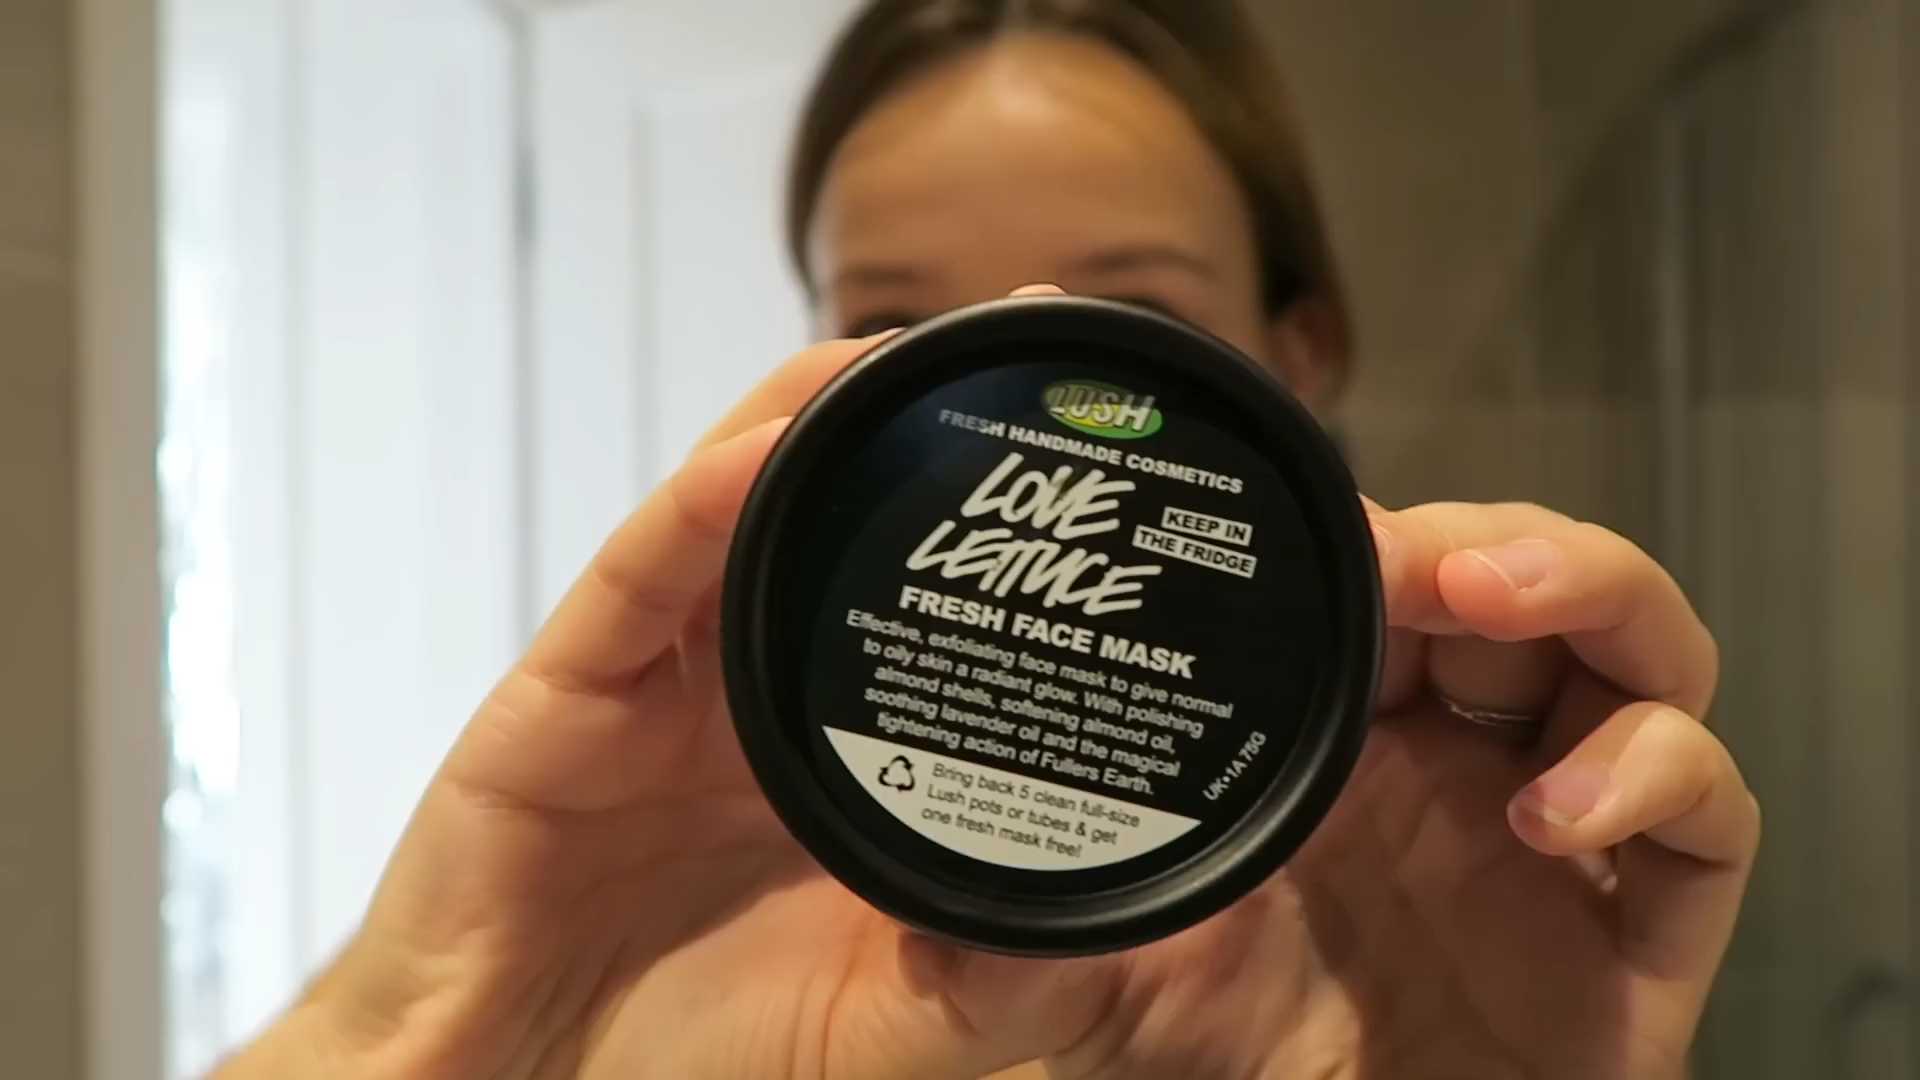 LUSH
FRESH HANDMADE COSMETICS
LOVE
LETTUCE
KEEP IN
THE FRIDGE
FRESH FACE MASK
Effective, exfoliating face mask to give normal
to oily skin a radiant glow. With polishing
almond shells, softening almond oil,
soothing lavender oil and the magical
tightening action of Fullers Earth.
UK•1A 75G
Bring back 5 clean full-size
Lush pots or tubes & get
one fresh mask free!